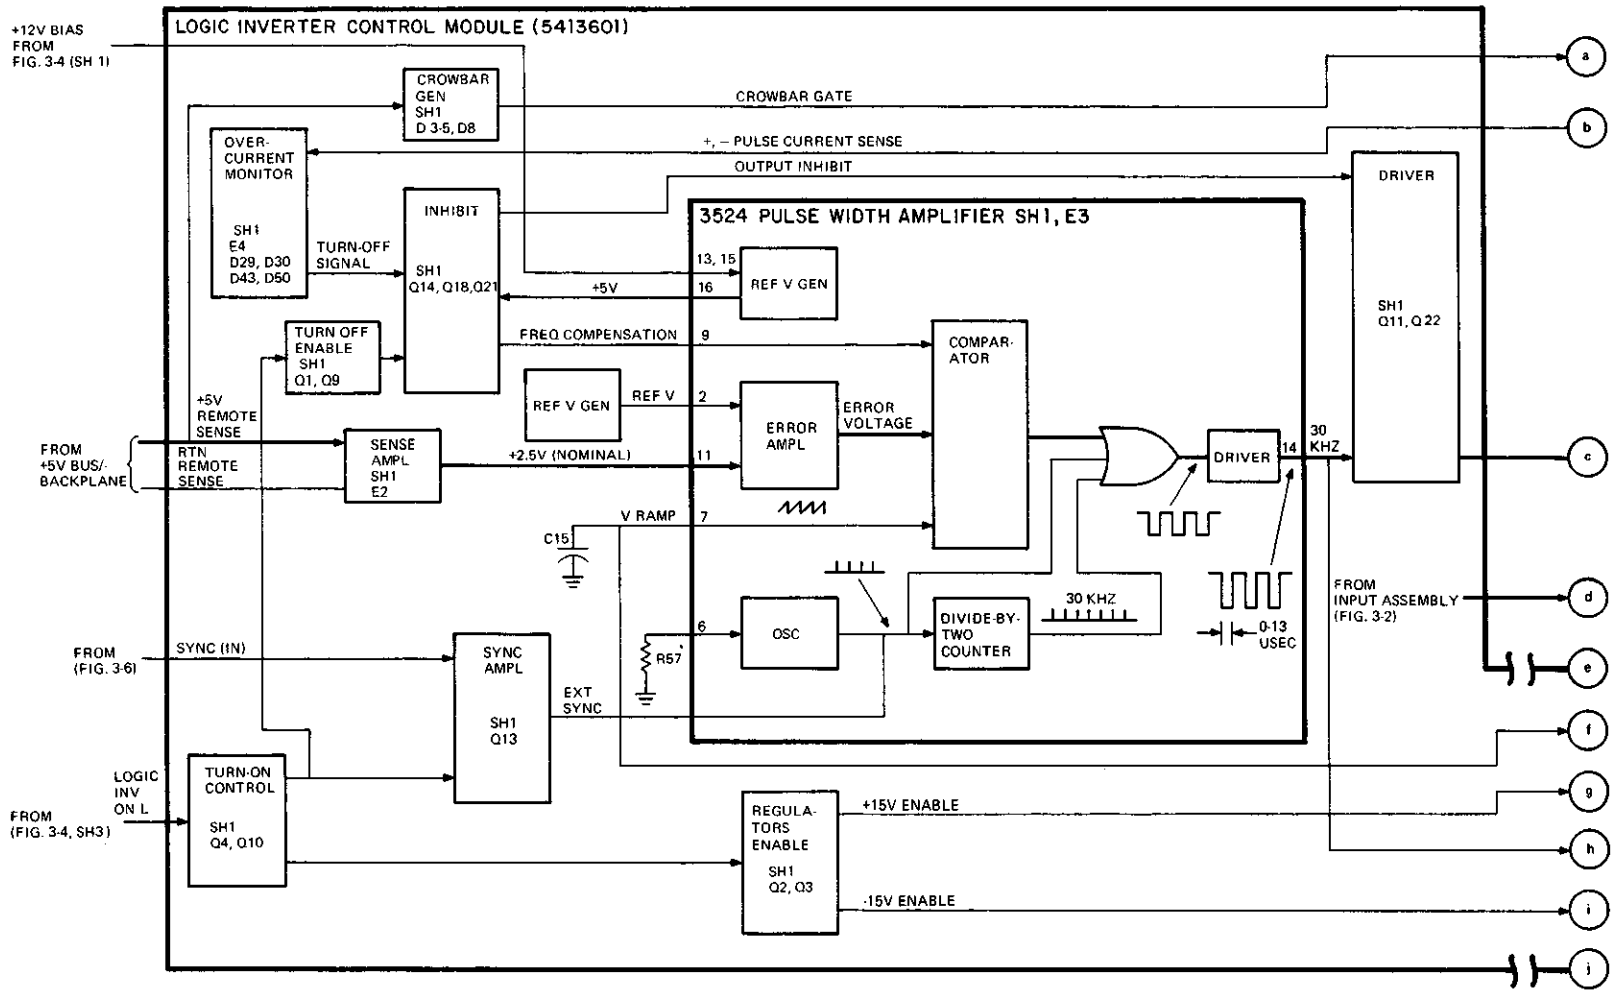 LOGIC INVERTER CONTROL MODULE (5413601)
+12V BIAS
FROM
FIG. 3-4 (SH 1)
a
CROWBAR
GEN
SH1
D 3-5, D8
CROWBAR GATE
b
OVER-
CURRENT
MONITOR
SH1
E4
D29, D30
D43, D50
+, – PULSE CURRENT SENSE
OUTPUT INHIBIT
DRIVER
SH1
Q11, Q22
INHIBIT
SH1
Q14, Q18, Q21
TURN-OFF
SIGNAL
3524 PULSE WIDTH AMPLIFIER SH1, E3
13, 15
REF V GEN
+5V
16
TURN OFF
ENABLE
SH1
Q1, Q9
FREQ COMPENSATION
9
COMPAR-
ATOR
REF V GEN
REF V
2
ERROR
AMPL
ERROR
VOLTAGE
+5V
REMOTE
SENSE
FROM
+5V BUS/-
BACKPLANE
RTN
REMOTE
SENSE
SENSE
AMPL
SH1
E2
+2.5V (NOMINAL)
11
DRIVER
14
30
KHZ
c
V RAMP
7
C15
FROM
INPUT ASSEMBLY
(FIG. 3-2)
d
6
R57
OSC
DIVIDE-BY-
TWO
COUNTER
30 KHZ
0-13
USEC
FROM
(FIG. 3-6)
SYNC (IN)
SYNC
AMPL
SH1
Q13
EXT
SYNC
e
f
LOGIC
INV
ON L
FROM
(FIG. 3-4, SH3)
TURN-ON
CONTROL
SH1
Q4, Q10
REGULA-
TORS
ENABLE
SH1
Q2, Q3
+15V ENABLE
g
h
-15V ENABLE
i
j